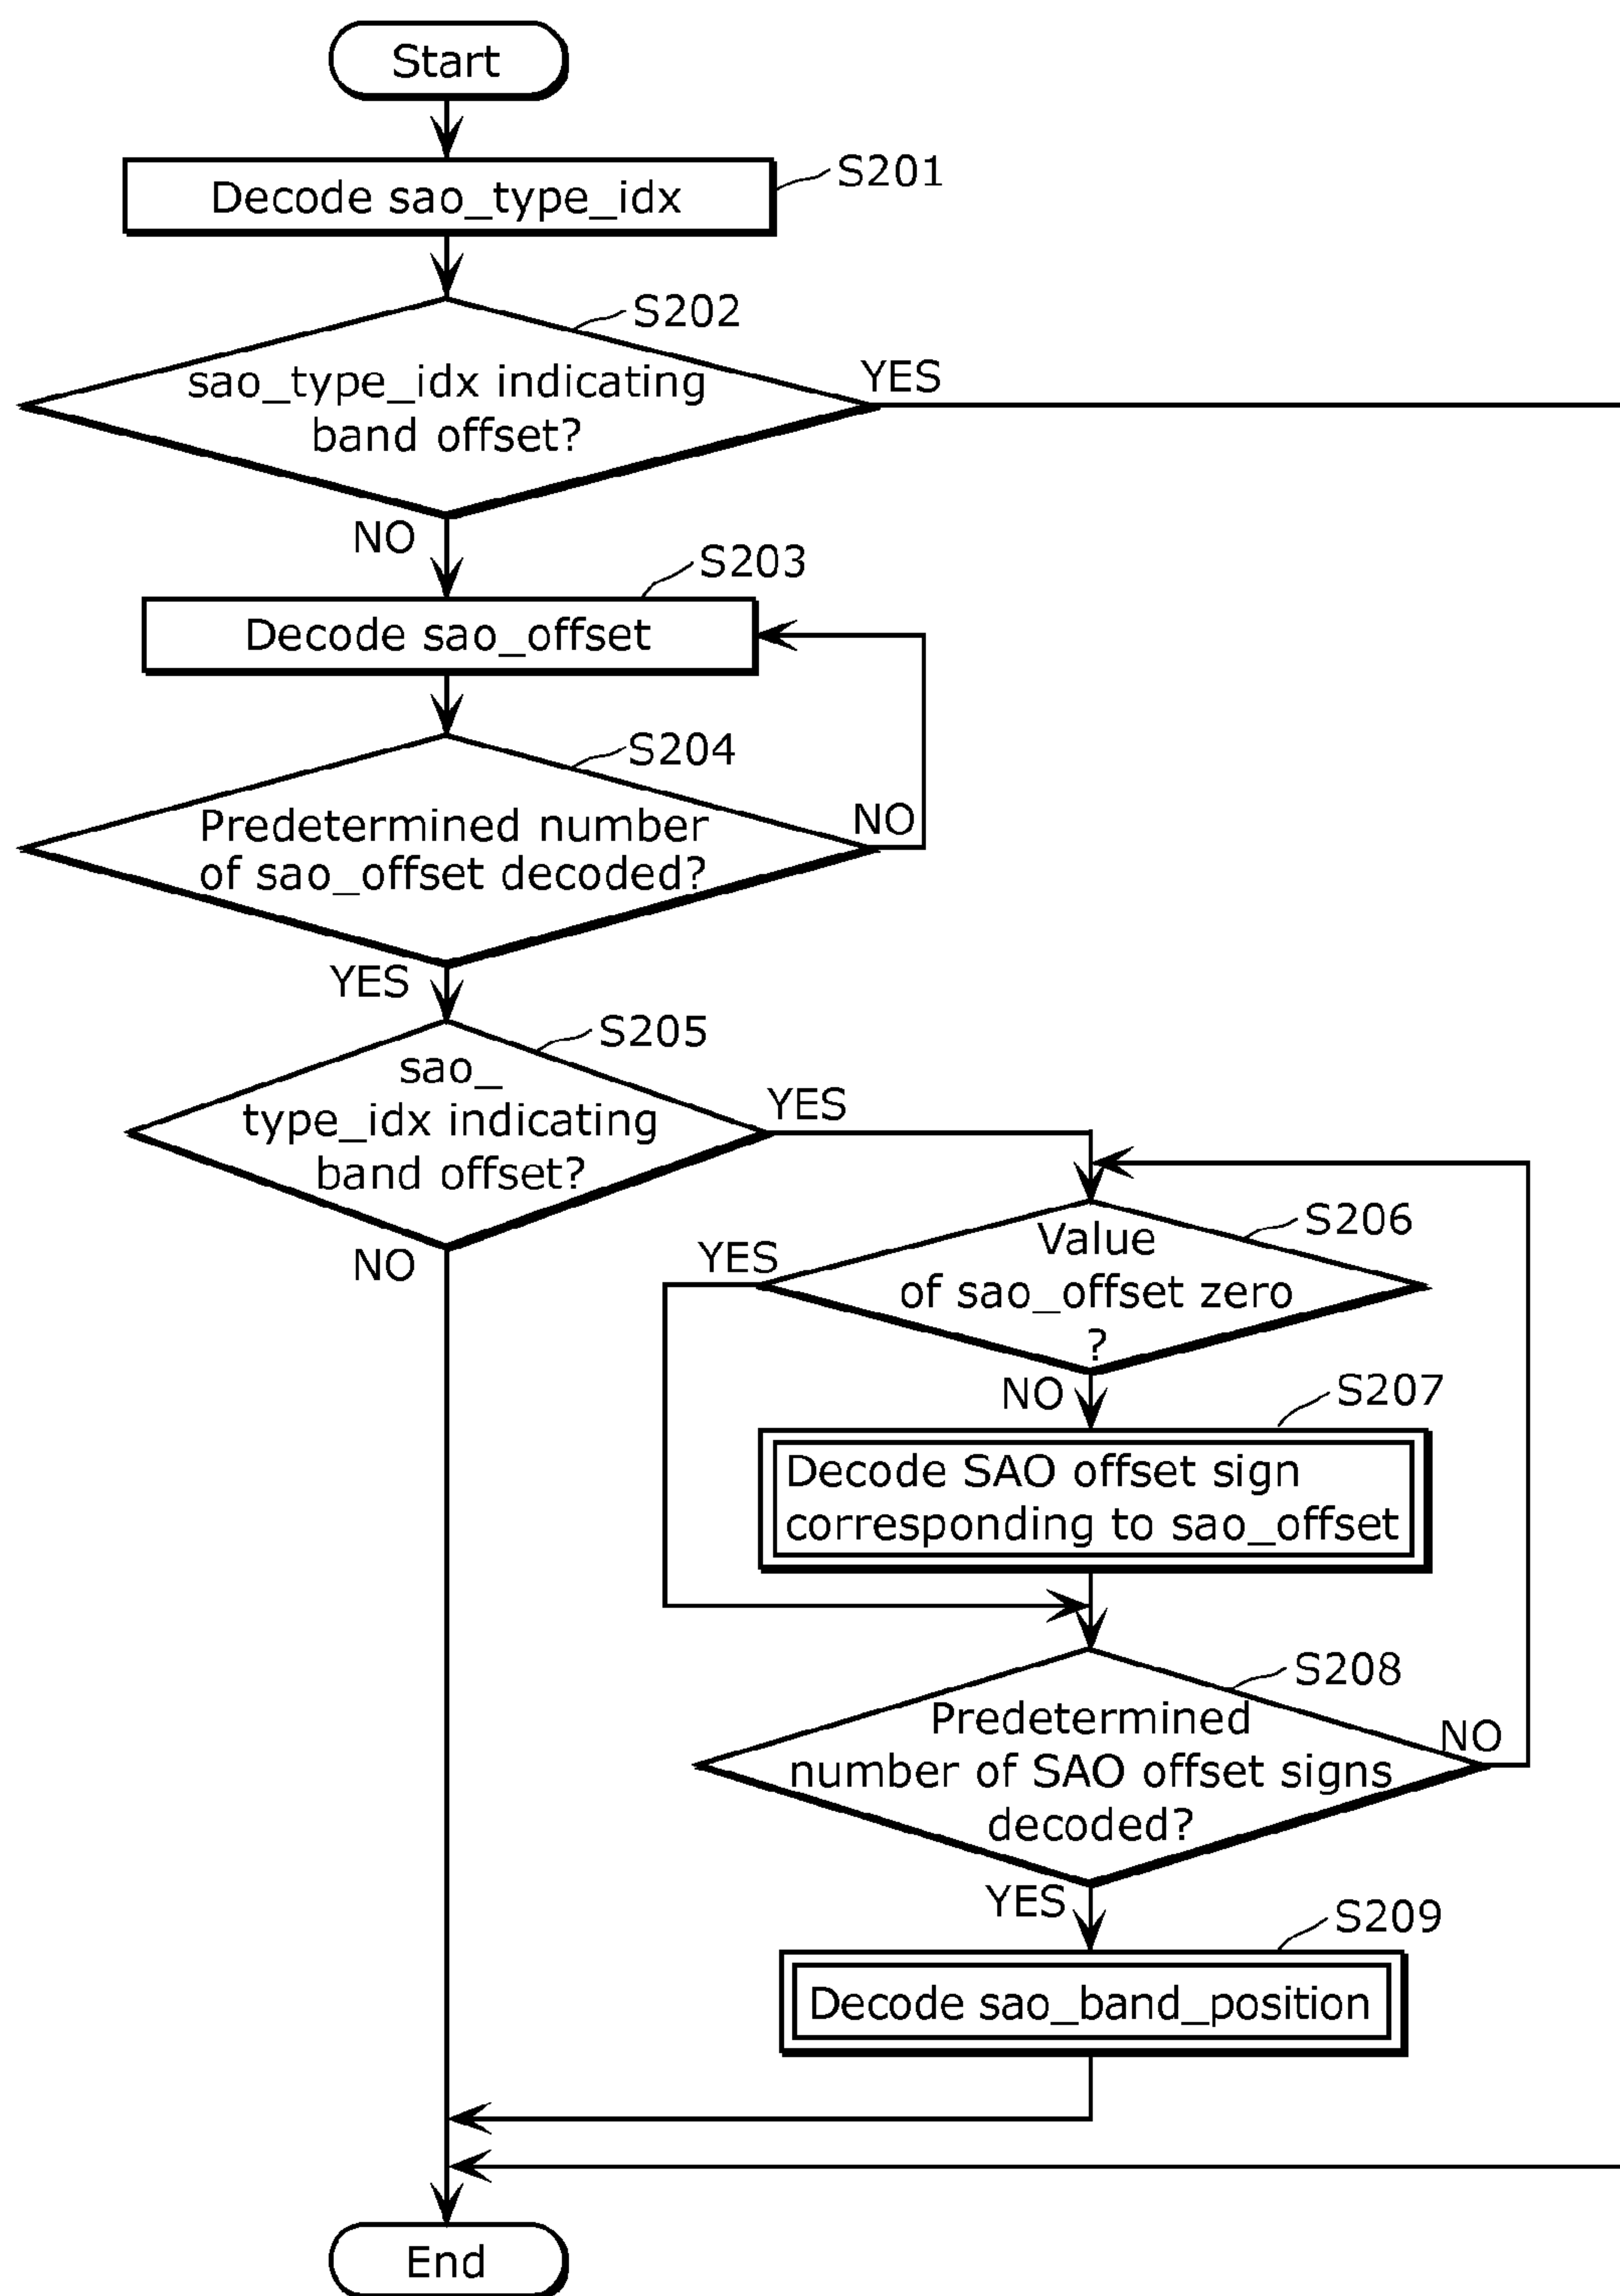 Start
Decode sao_type_idx
S201
S202
sao_type_idx indicating
band offset?
YES
NO
S203
Decode sao_offset
S204
Predetermined number
of sao_offset decoded?
NO
YES
S205
sao_
type_idx indicating
band offset?
YES
NO
S206
Value
of sao_offset zero
?
YES
NO
S207
Decode SAO offset sign
corresponding to sao_offset
S208
Predetermined
number of SAO offset signs
decoded?
NO
YES
S209
Decode sao_band_position
End